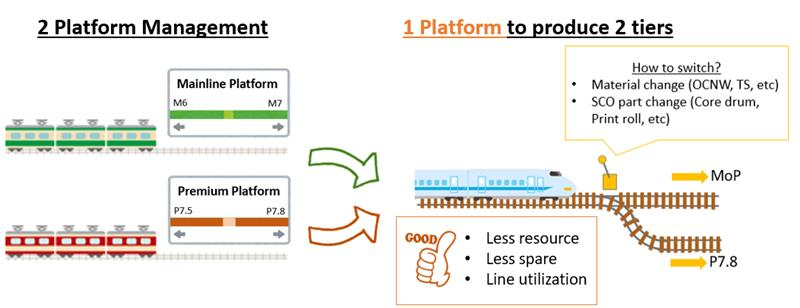 2 Platform Management
1 Platform to produce 2 tiers
Mainline Platform
M6 M7
Premium Platform
P7.5 P7.8
How to switch?
• Material change (OCNW, TS, etc)
• SCO part change (Core drum,
Print roll, etc)
MoP
P7.8
GOOD
• Less resource
• Less spare
• Line utilization